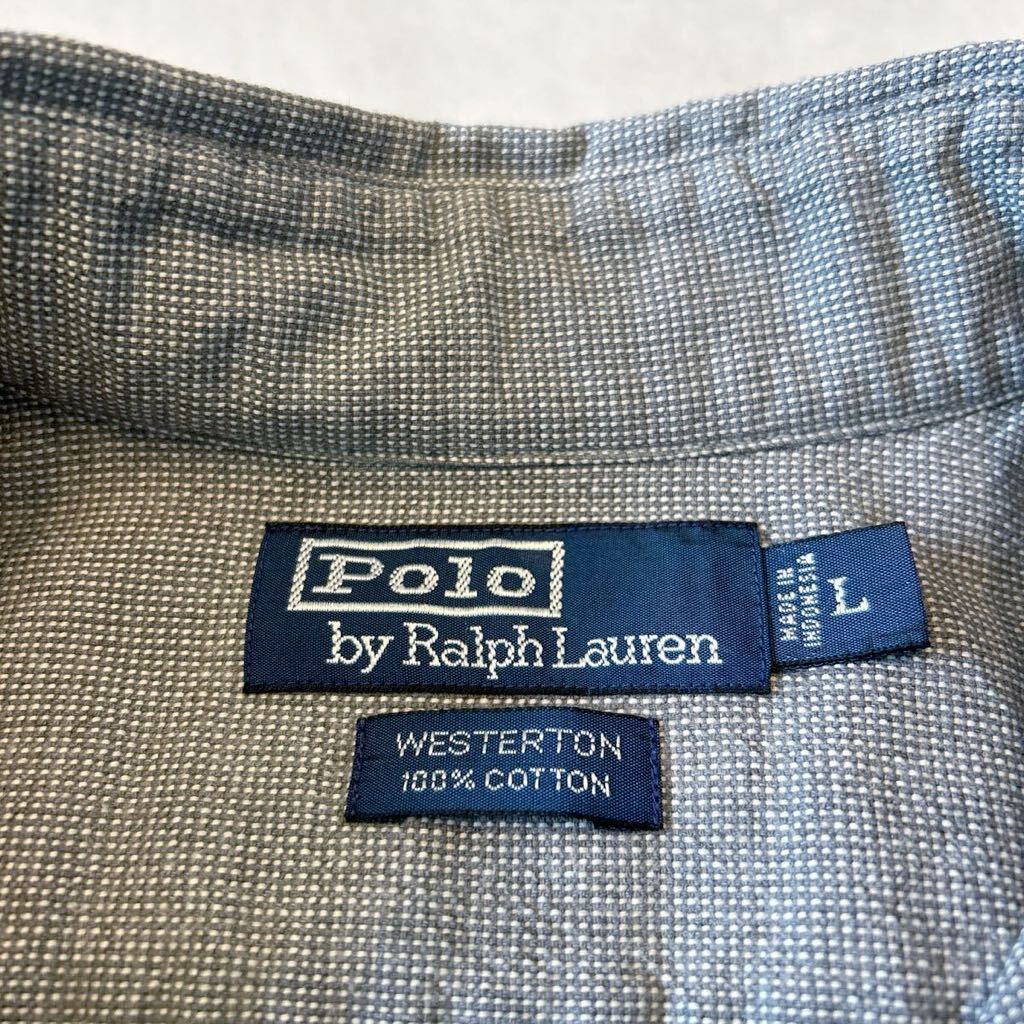 Polo
by Ralph Lauren
MADE IN
INDONESIA
L
WESTERTON
100% COTTON